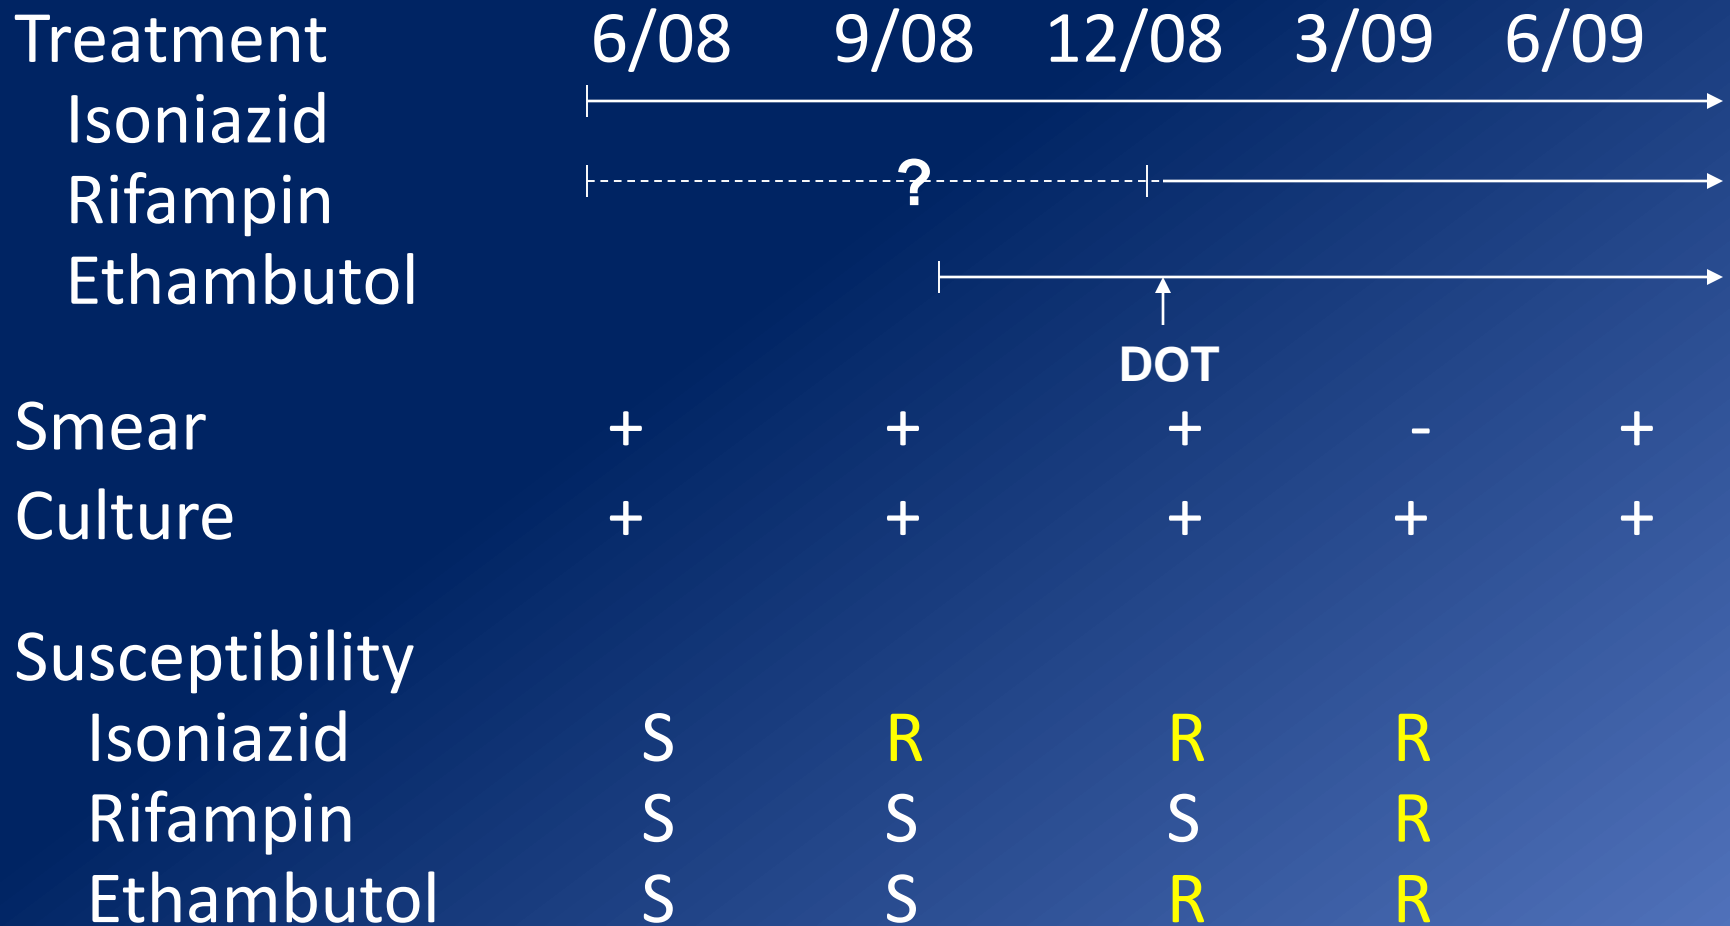 Treatment 6/08 9/08 12/08 3/09 6/09
Isoniazid
Rifampin ?
Ethambutol
DOT
Smear + + + - +
Culture + + + + +
Susceptibility
Isoniazid S R R R
Rifampin S S S R
Ethambutol S S R R